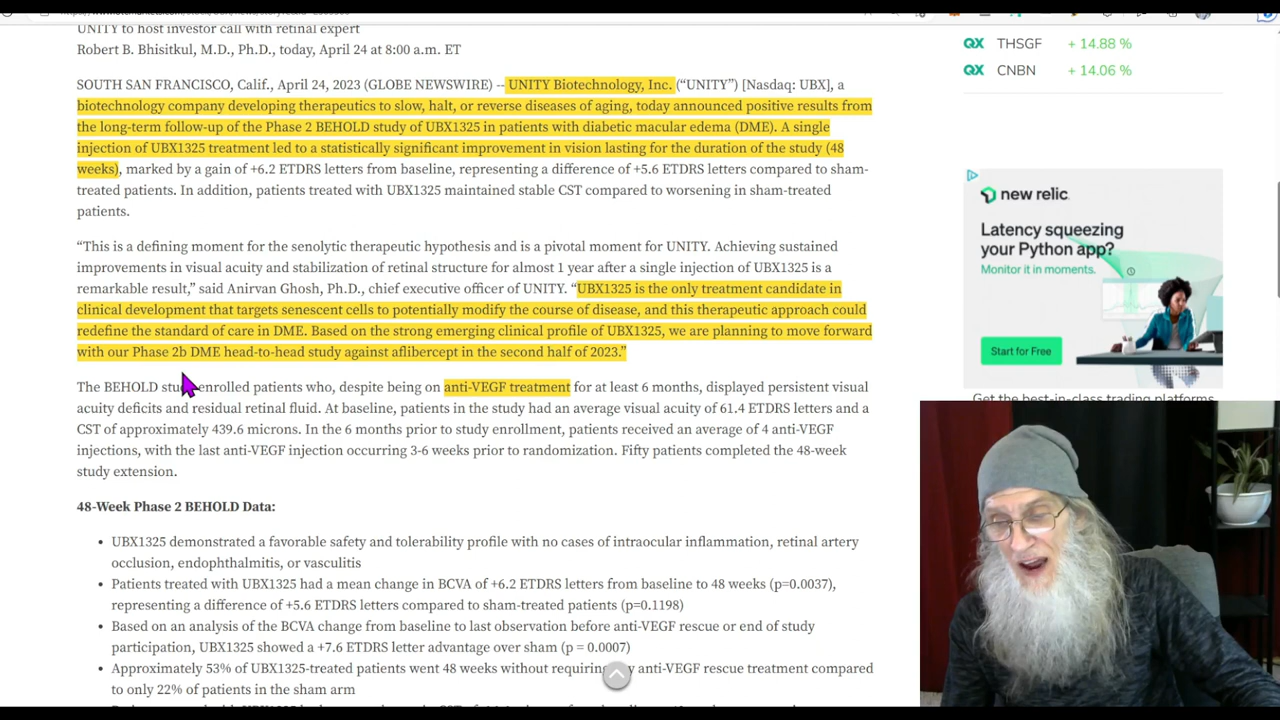 UNITY to host investor call with retinal expert
Robert B. Bhisitkul, M.D., Ph.D., today, April 24 at 8:00 a.m. ET
SOUTH SAN FRANCISCO, Calif., April 24, 2023 (GLOBE NEWSWIRE) -- UNITY Biotechnology, Inc. (“UNITY”) [Nasdaq: UBX], a
biotechnology company developing therapeutics to slow, halt, or reverse diseases of aging, today announced positive results from
the long-term follow-up of the Phase 2 BEHOLD study of UBX1325 in patients with diabetic macular edema (DME). A single
injection of UBX1325 treatment led to a statistically significant improvement in vision lasting for the duration of the study (48
weeks), marked by a gain of +6.2 ETDRS letters from baseline, representing a difference of +5.6 ETDRS letters compared to sham-
treated patients. In addition, patients treated with UBX1325 maintained stable CST compared to worsening in sham-treated
patients.
“This is a defining moment for the senolytic therapeutic hypothesis and is a pivotal moment for UNITY. Achieving sustained
improvements in visual acuity and stabilization of retinal structure for almost 1 year after a single injection of UBX1325 is a
remarkable result,” said Anirvan Ghosh, Ph.D., chief executive officer of UNITY. “UBX1325 is the only treatment candidate in
clinical development that targets senescent cells to potentially modify the course of disease, and this therapeutic approach could
redefine the standard of care in DME. Based on the strong emerging clinical profile of UBX1325, we are planning to move forward
with our Phase 2b DME head-to-head study against aflibercept in the second half of 2023.”
The BEHOLD enrolled patients who, despite being on anti-VEGF treatment for at least 6 months, displayed persistent visual
acuity deficits and residual retinal fluid. At baseline, patients in the study had an average visual acuity of 61.4 ETDRS letters and a
CST of approximately 439.6 microns. In the 6 months prior to study enrollment, patients received an average of 4 anti-VEGF
injections, with the last anti-VEGF injection occurring 3-6 weeks prior to randomization. Fifty patients completed the 48-week
study extension.
48-Week Phase 2 BEHOLD Data:
• UBX1325 demonstrated a favorable safety and tolerability profile with no cases of intraocular inflammation, retinal artery
occlusion, endophthalmitis, or vasculitis
• Patients treated with UBX1325 had a mean change in BCVA of +6.2 ETDRS letters from baseline to 48 weeks (p=0.0037),
representing a difference of +5.6 ETDRS letters compared to sham-treated patients (p=0.1198)
• Based on an analysis of the BCVA change from baseline to last observation before anti-VEGF rescue or end of study
participation, UBX1325 showed a +7.6 ETDRS letter advantage over sham (p = 0.0007)
• Approximately 53% of UBX1325-treated patients went 48 weeks without requiring anti-VEGF rescue treatment compared
to only 22% of patients in the sham arm
QX THSGF + 14.88 %
QX CNBN + 14.06 %
new relic
Latency squeezing
your Python app?
Monitor it in moments.
Start for Free
Get the best-in-class trading platforms